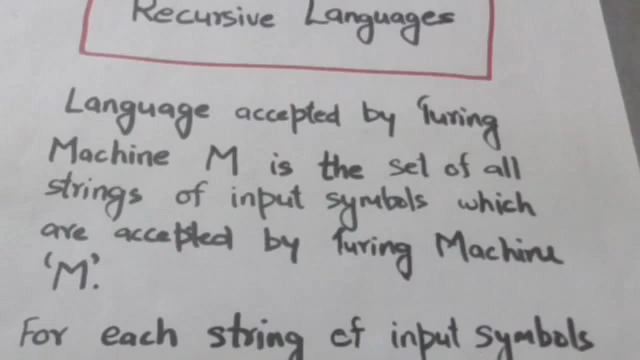 Recursive Languages
Language accepted by Turing
Machine M is the set of all
strings of input symbols which
are accepted by Turing Machine
'M'.
For each string of input symbols